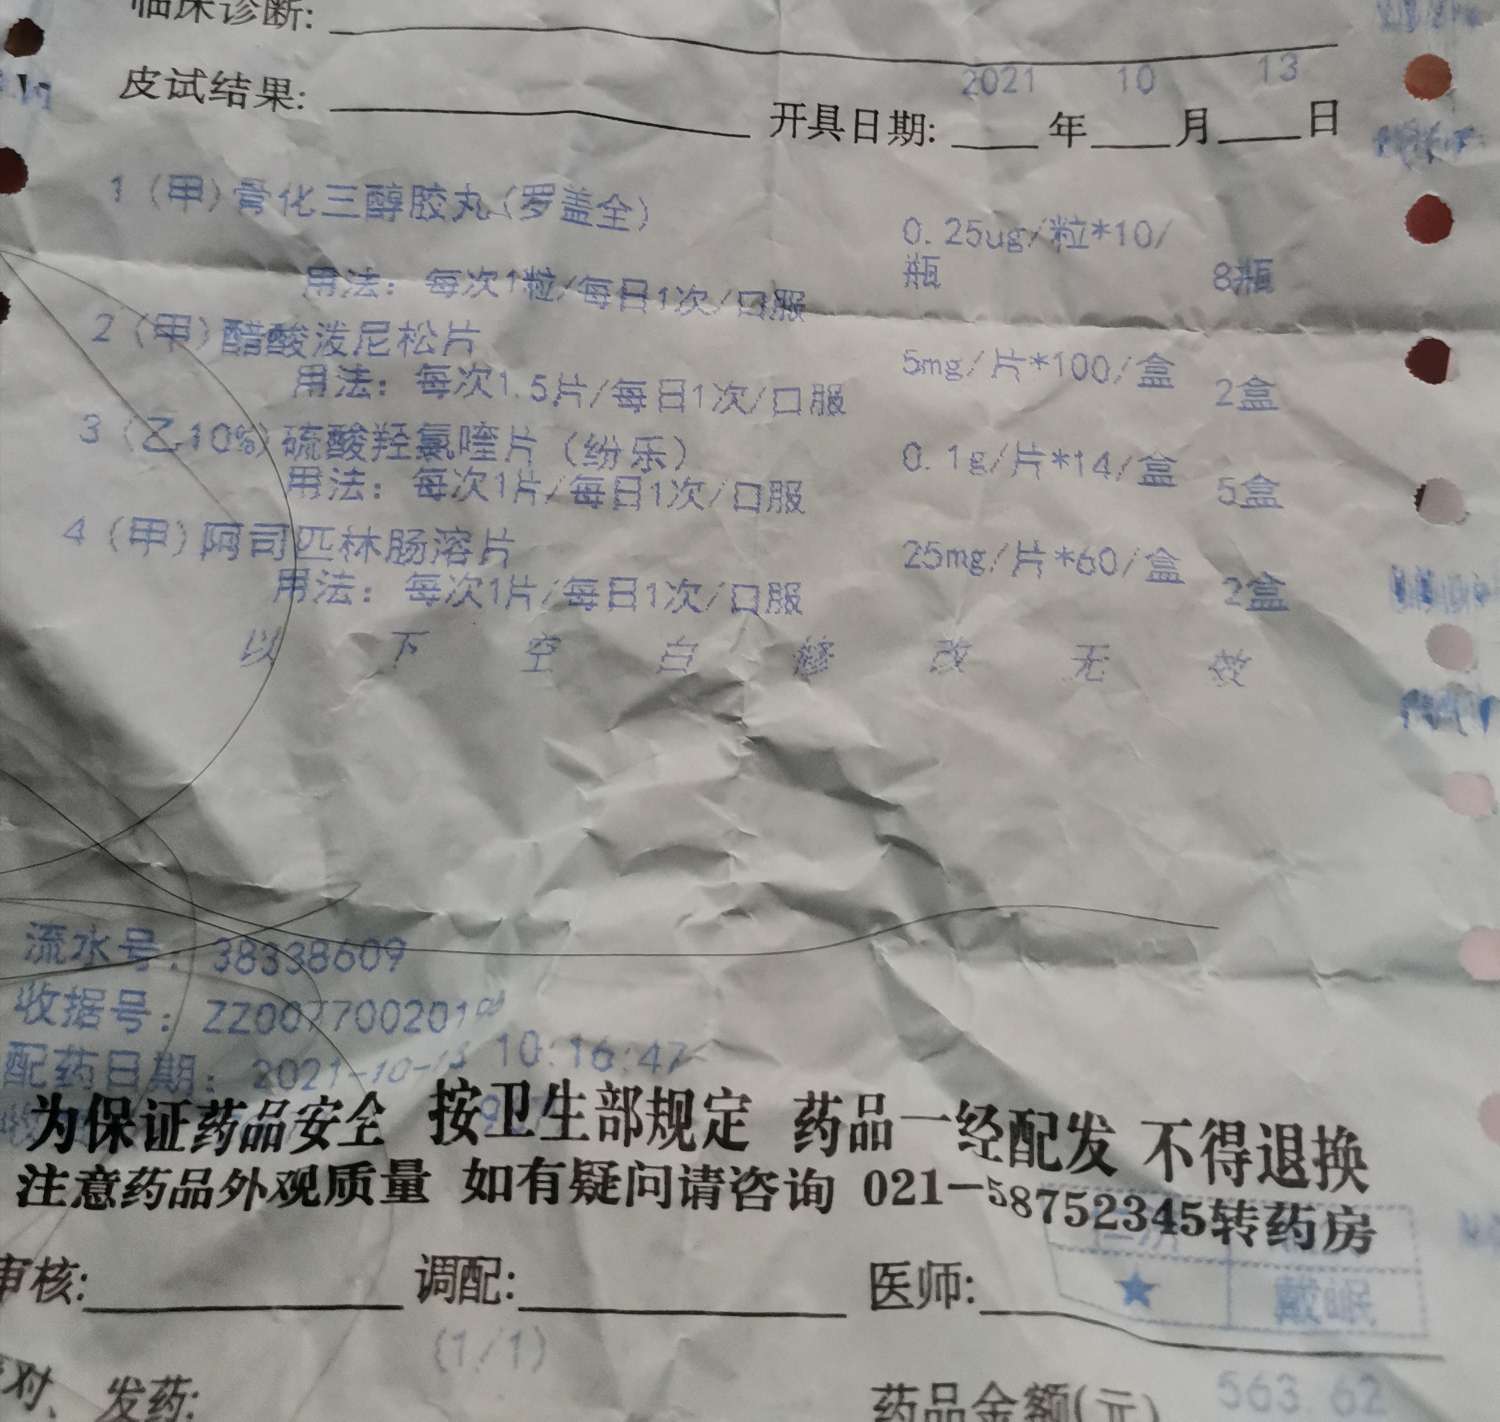 临床诊断:
皮试结果:
开具日期: 2021 年 10 月 13 日
1 (甲)骨化三醇胶丸(罗盖全) 0.25ug/粒*10/瓶 8瓶
用法：每次1粒/每日1次/口服
2 (甲)醋酸泼尼松片 5mg/片*100/盒 2盒
用法：每次1.5片/每日1次/口服
3 (乙10%)硫酸羟氯喹片（纷乐） 0.1g/片*14/盒 5盒
用法：每次1片/每日1次/口服
4 (甲)阿司匹林肠溶片 25mg/片*60/盒 2盒
用法：每次1片/每日1次/口服
以 下 空 白 修 改 无 效
流水号：38338609
收据号：
配药日期：2021-10-13 10:16:47
为保证药品安全 按卫生部规定 药品一经配发 不得退换
注意药品外观质量 如有疑问请咨询 021-58752345转药房
审核: 调配: 医师: ★ 戴岷
(1/1)
对、发药: 药品金额(元) 563.62